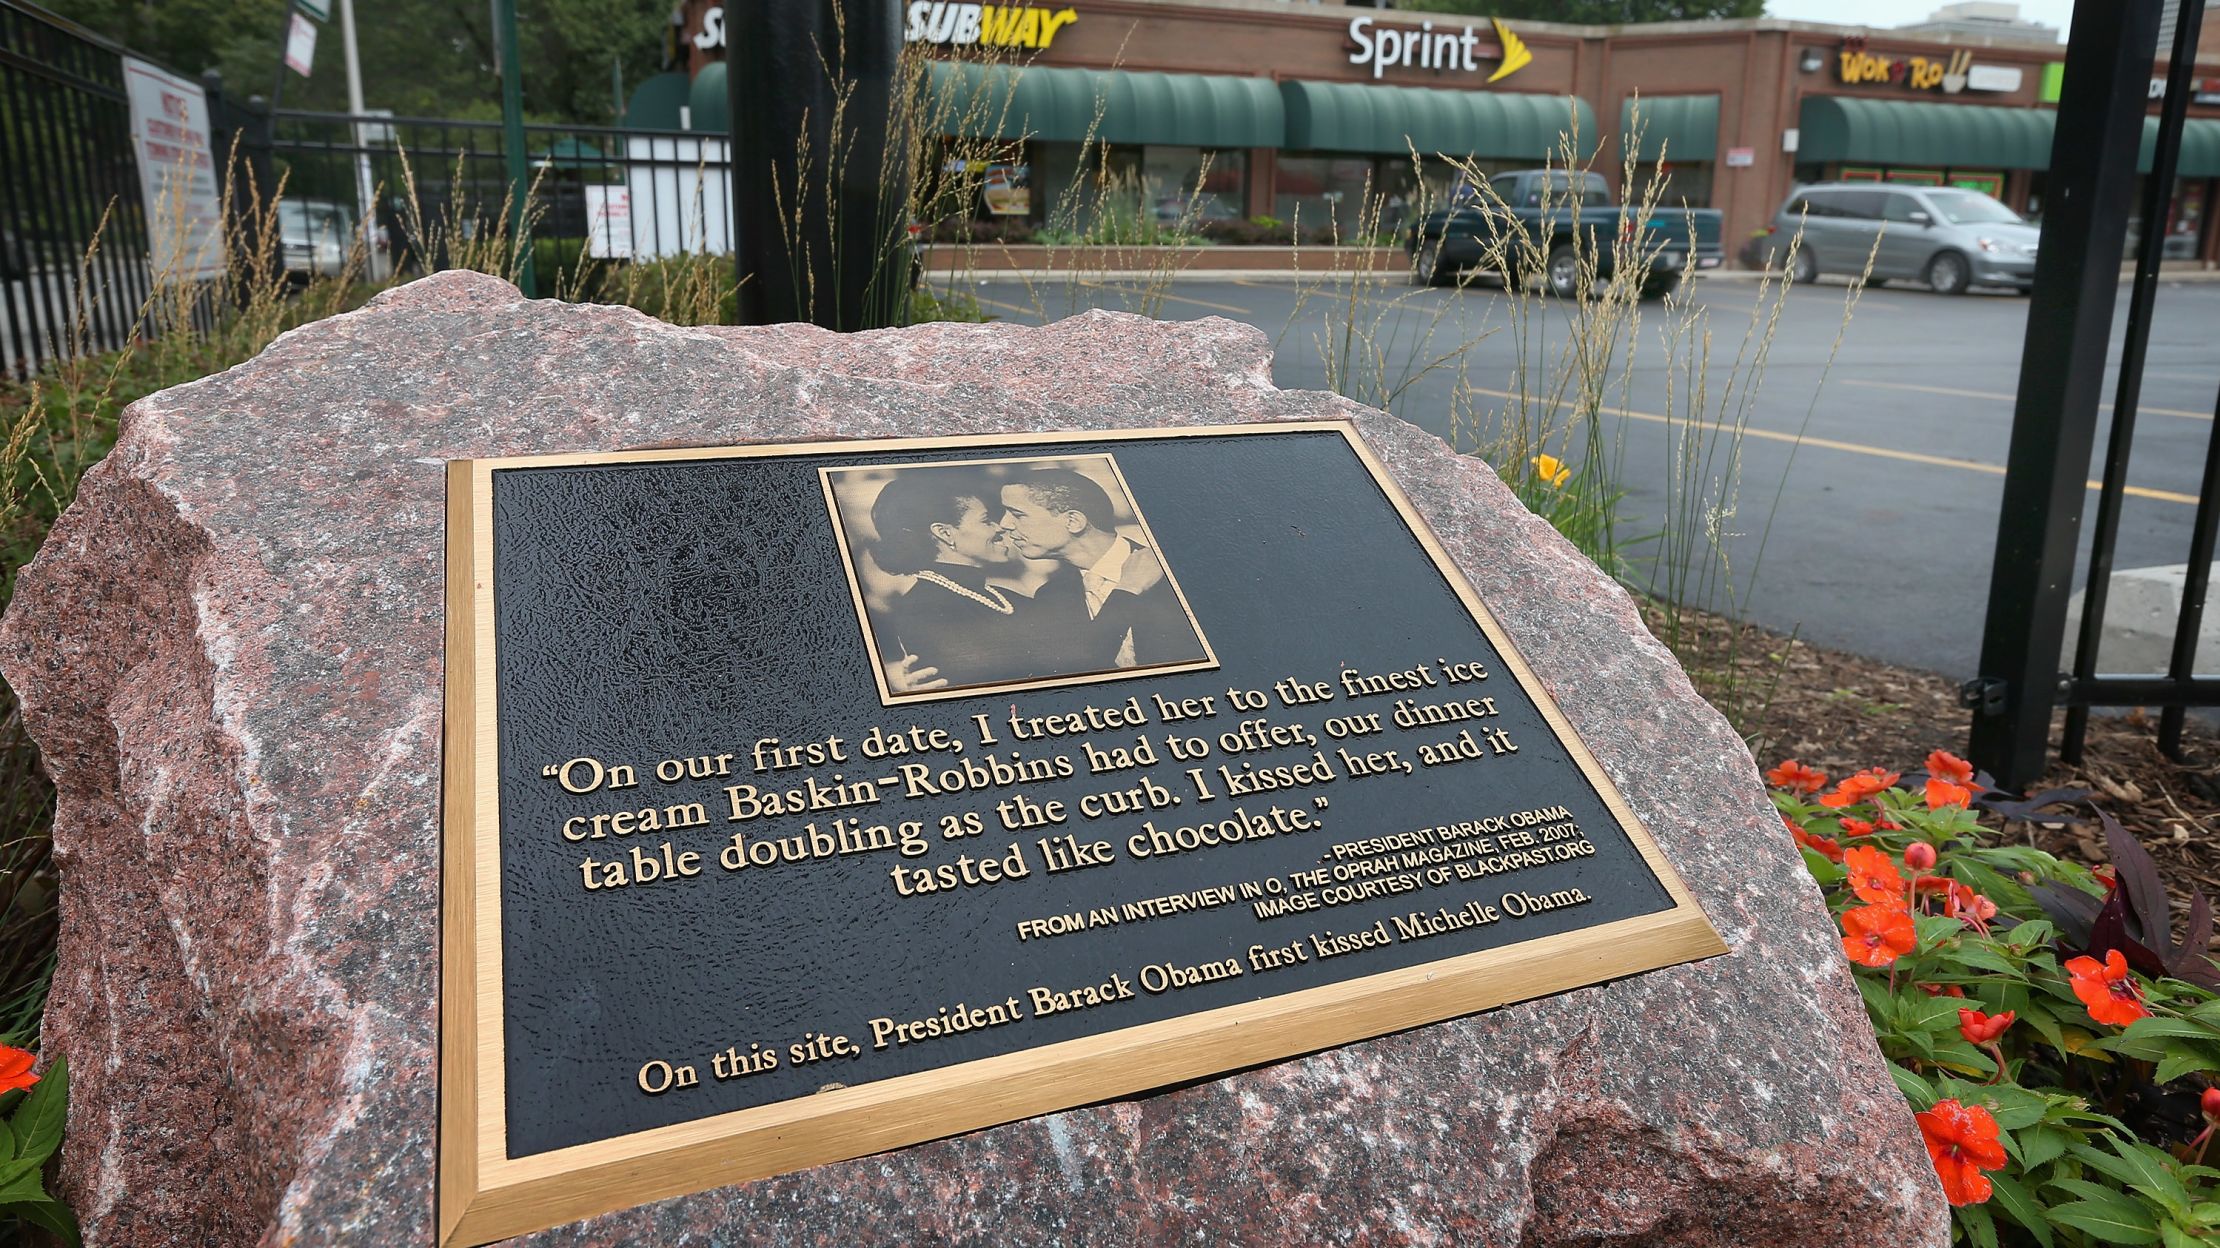 SUBWAY
Sprint
WOK N RO
NOTICE
"On our first date, I treated her to the finest ice
cream Baskin-Robbins had to offer, our dinner
table doubling as the curb. I kissed her, and it
tasted like chocolate."
- PRESIDENT BARACK OBAMA
FROM AN INTERVIEW IN O, THE OPRAH MAGAZINE, FEB. 2007;
IMAGE COURTESY OF BLACKPAST.ORG
On this site, President Barack Obama first kissed Michelle Obama.